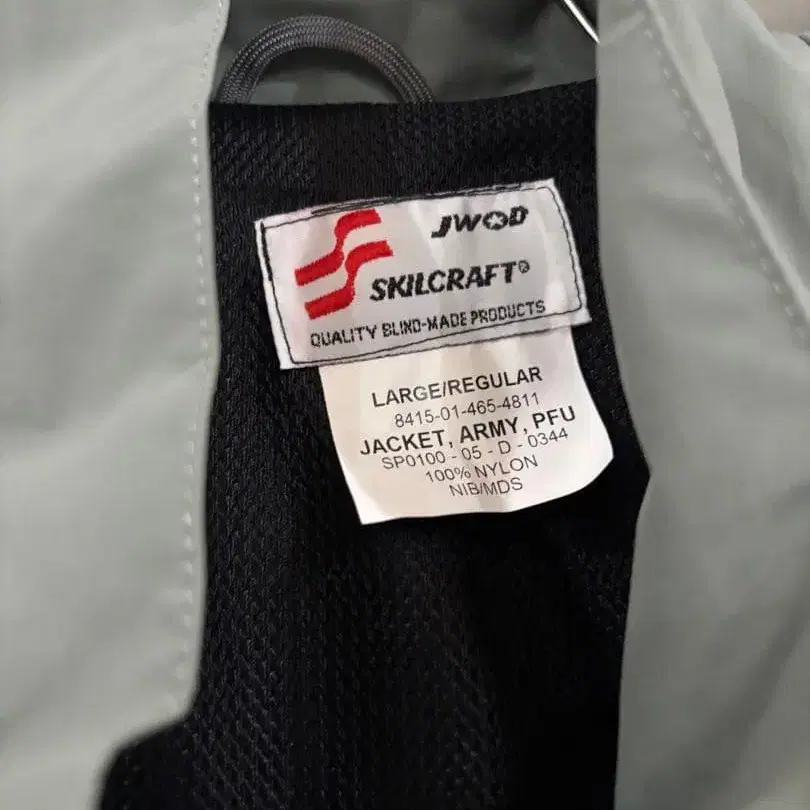 JWOD
SKILCRAFT®
QUALITY BLIND-MADE PRODUCTS
LARGE/REGULAR
8415-01-465-4811
JACKET, ARMY, PFU
SP0100 - 05 - D - 0344
100% NYLON
NIB/MDS